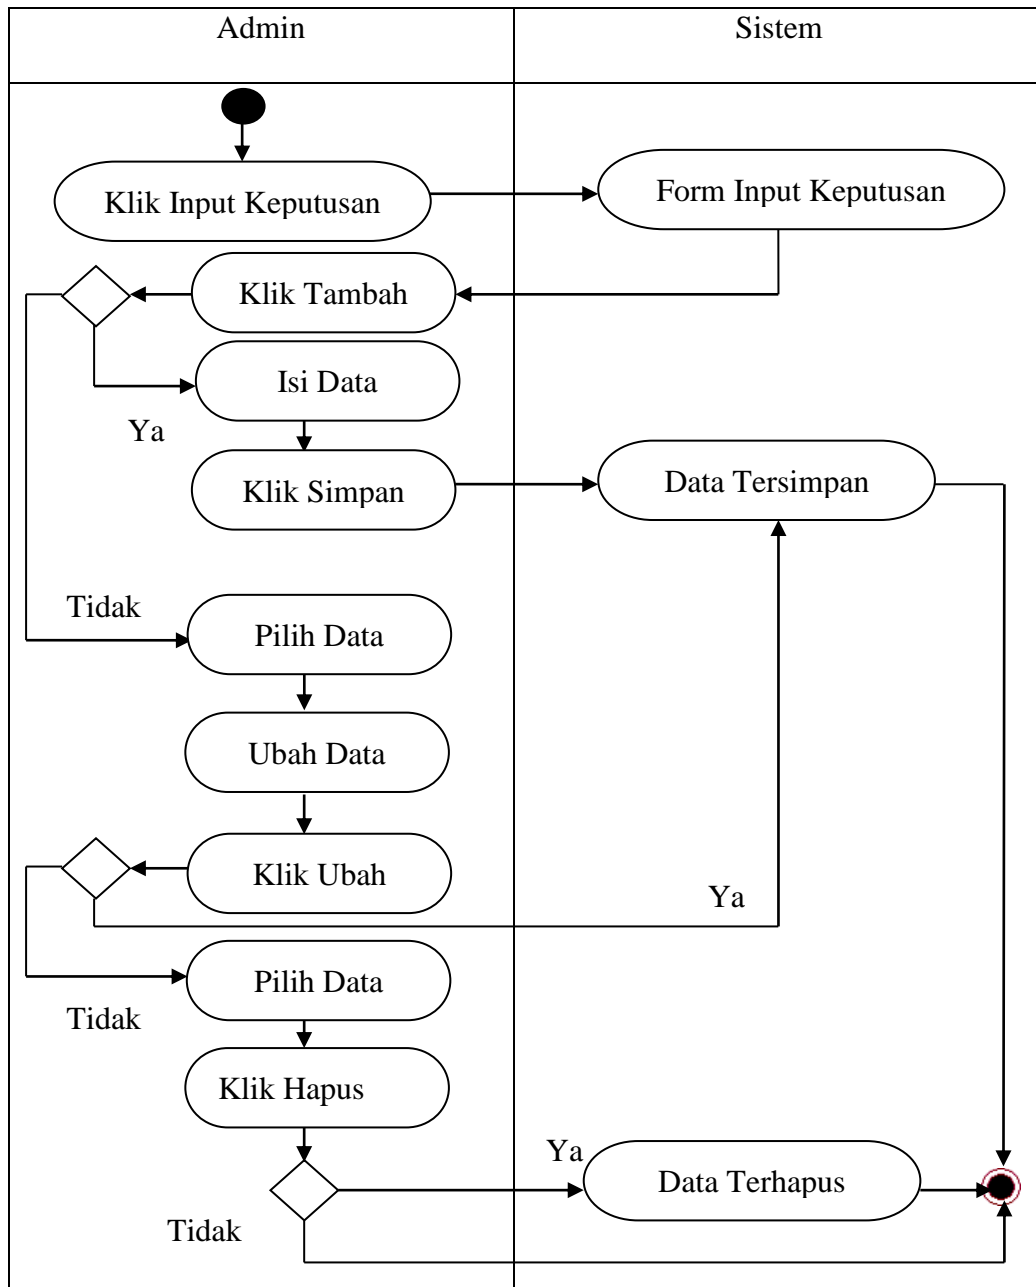 Admin
Sistem
Klik Input Keputusan
Form Input Keputusan
Klik Tambah
Isi Data
Ya
Klik Simpan
Data Tersimpan
Tidak
Pilih Data
Ubah Data
Klik Ubah
Ya
Pilih Data
Tidak
Klik Hapus
Ya
Data Terhapus
Tidak